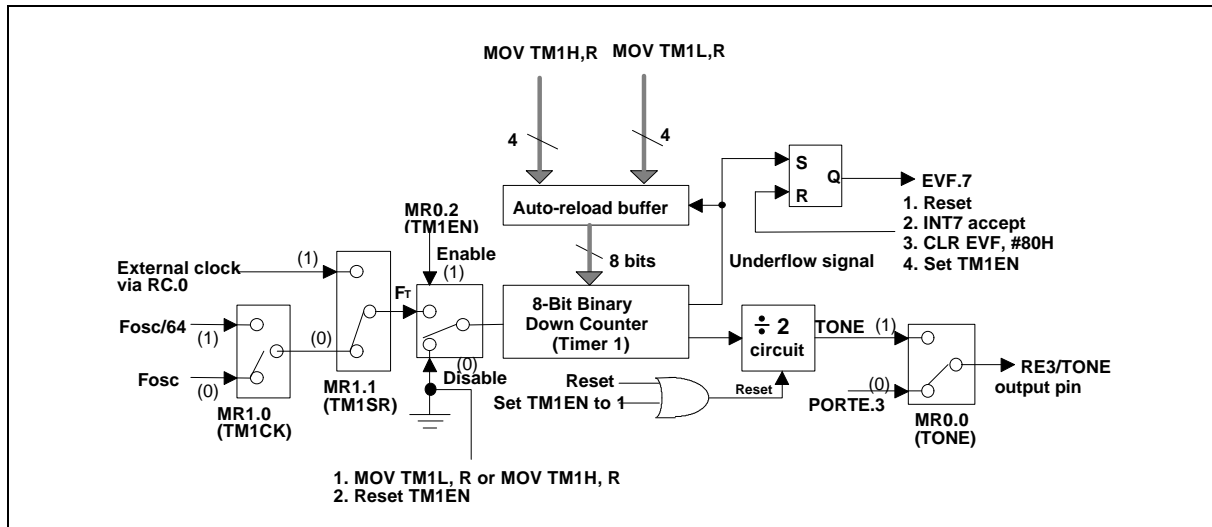 MOV TM1H,R MOV TM1L,R
4 4
S
Q
R
EVF.7
1. Reset
2. INT7 accept
3. CLR EVF, #80H
4. Set TM1EN
Auto-reload buffer
MR0.2
(TM1EN)
Enable
(1)
8 bits
Underflow signal
External clock
via RC.0
(1)
FT
8-Bit Binary
Down Counter
(Timer 1)
÷ 2
circuit
TONE (1)
Fosc/64
(1)
(0)
(0)
Disable
RE3/TONE
output pin
Fosc
(0)
MR1.1
(TM1SR)
Reset
Set TM1EN to 1
Reset
(0)
PORTE.3
MR1.0
(TM1CK)
MR0.0
(TONE)
1. MOV TM1L, R or MOV TM1H, R
2. Reset TM1EN